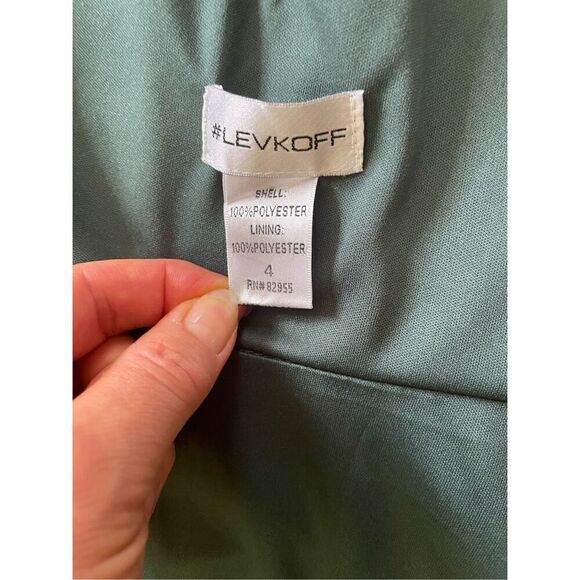 #LEVKOFF
SHELL:
100%POLYESTER
LINING:
100%POLYESTER
4
RN# 82955